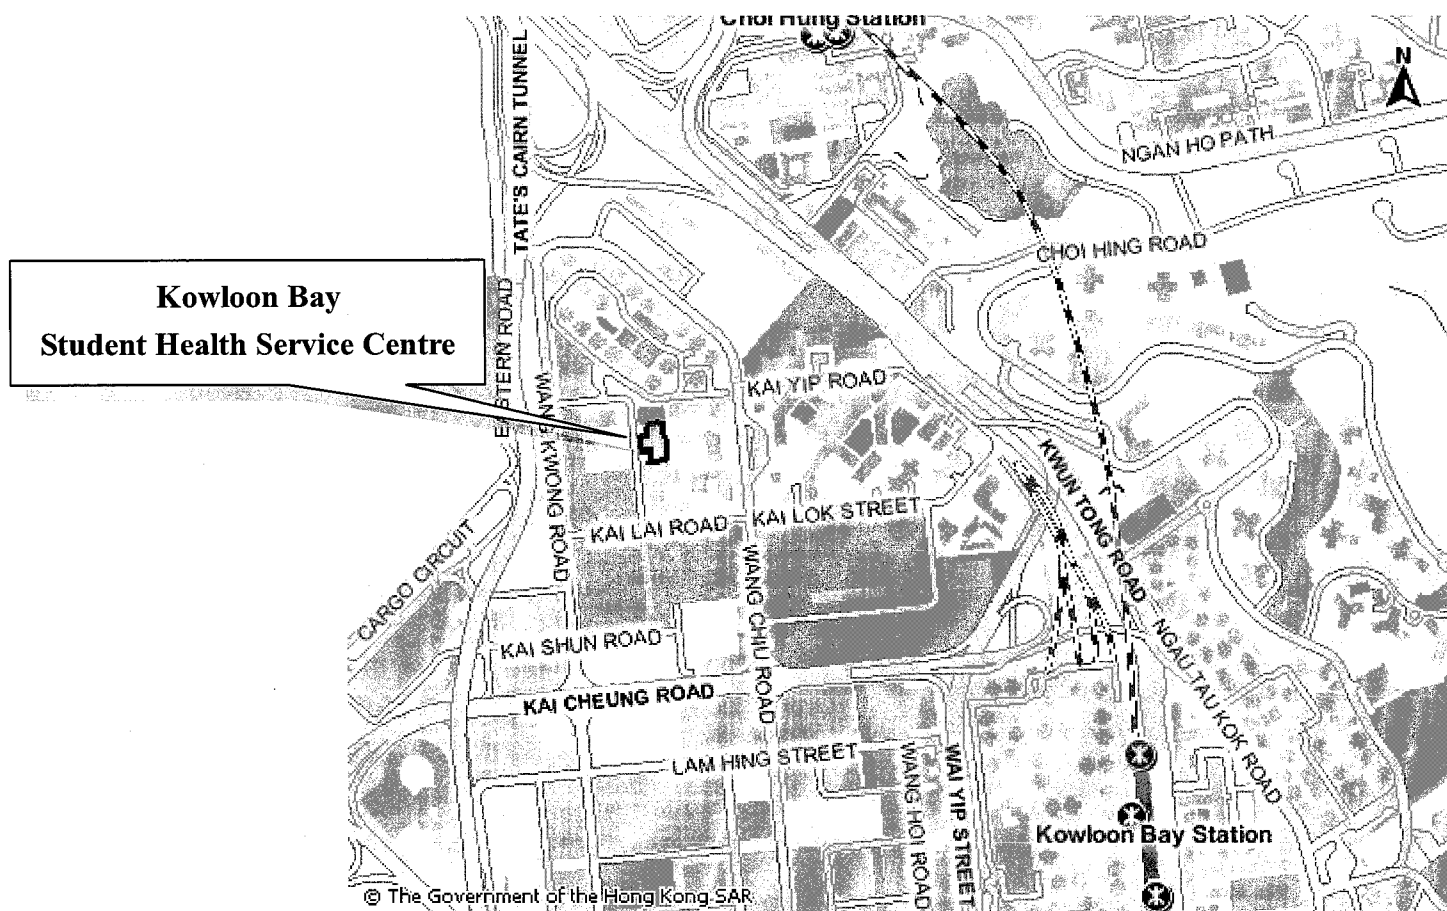 Choi Hung Station
N
TATE'S CAIRN TUNNEL
NGAN HO PATH
CHOI HING ROAD
Kowloon Bay
Student Health Service Centre
EASTERN ROAD
KAI YIP ROAD
WANG KWONG ROAD
KWUN TONG ROAD
KAI LAI ROAD
KAI LOK STREET
CARGO CIRCUIT
WANG CHIU ROAD
KAI SHUN ROAD
NGAU TAU KOK ROAD
KAI CHEUNG ROAD
LAM HING STREET
WANG HOI ROAD
WAI YIP STREET
Kowloon Bay Station
© The Government of the Hong Kong SAR